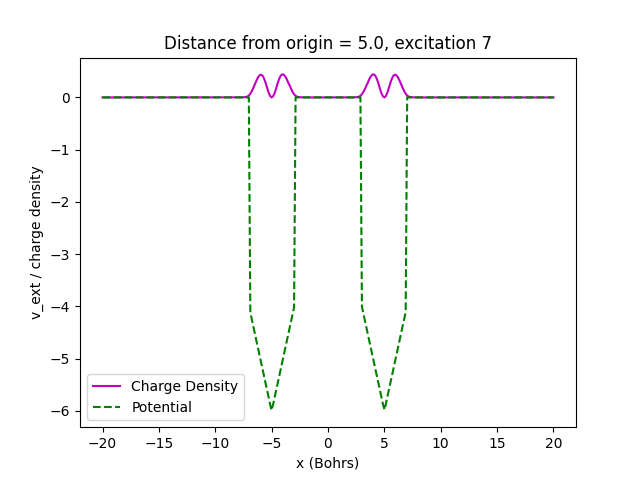 Distance from origin = 5.0, excitation 7
0
−1
−2
−3
−4
−5
−6
v_ext / charge density
Charge Density
Potential
−20 −15 −10 −5 0 5 10 15 20
x (Bohrs)